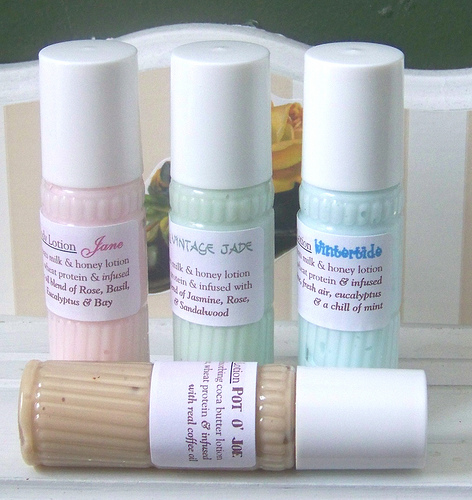 Lotion Jane
milk & honey lotion
wheat protein & infused
blend of Rose, Basil,
Eucalyptus & Bay
VINTAGE JADE
milk & honey lotion
protein & infused with
of Jasmine, Rose,
& Sandalwood
Wintertide
milk & honey lotion
protein & infused
fresh air, eucalyptus
& a chill of mint
Lotion POT O' JOE
coca butter lotion
wheat protein & infused
with real coffee oil